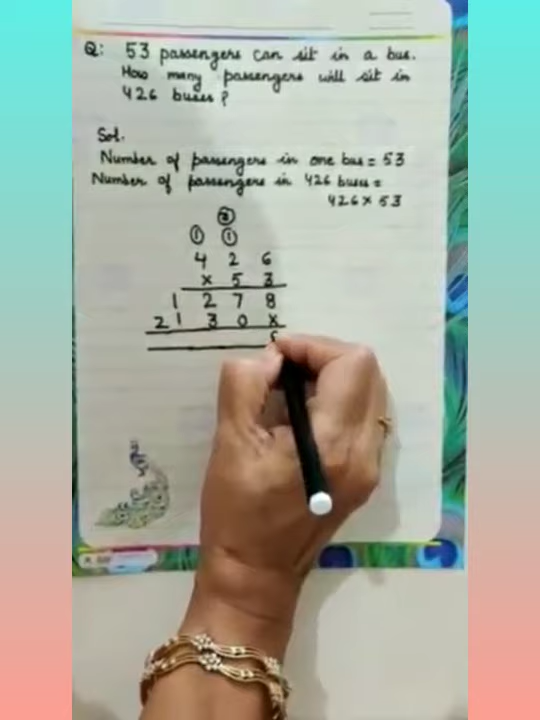 Q: 53 passengers can sit in a bus.
How many passengers will sit in
426 buses?
Sol.
Number of passengers in one bus = 53
Number of passengers in 426 buses =
426 × 53
②
① ①
4 2 6
× 5 3
1 2 7 8
2 1 3 0 ×